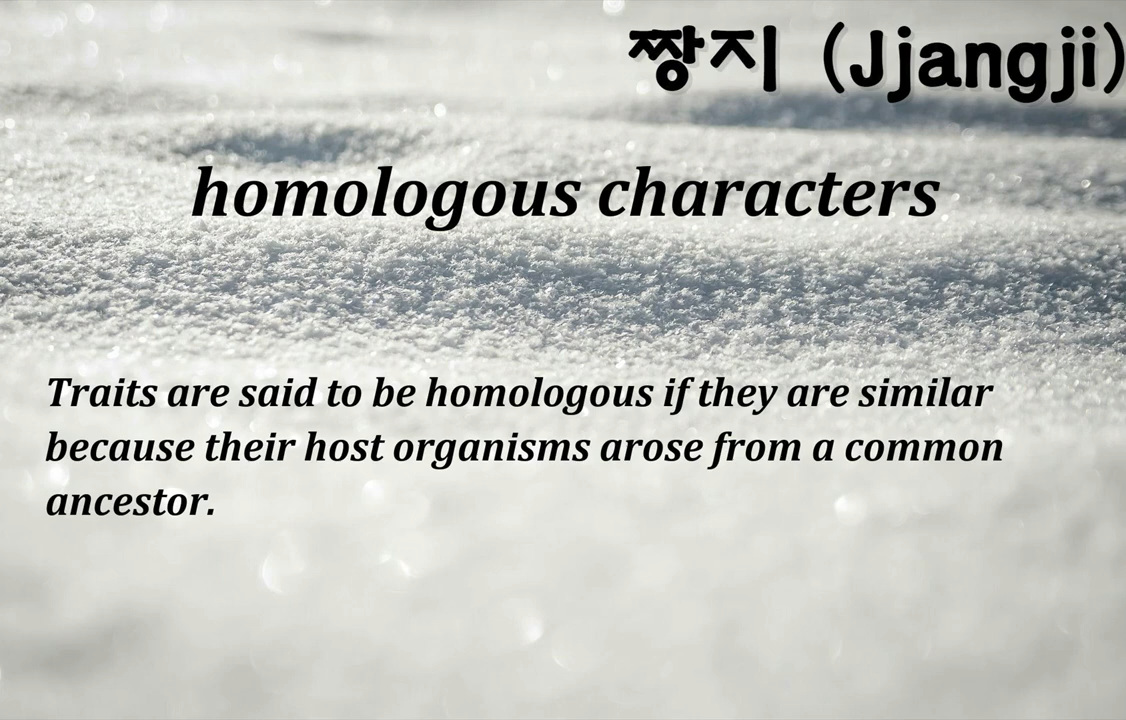 짱지 (Jjangji)
homologous characters
Traits are said to be homologous if they are similar
because their host organisms arose from a common
ancestor.